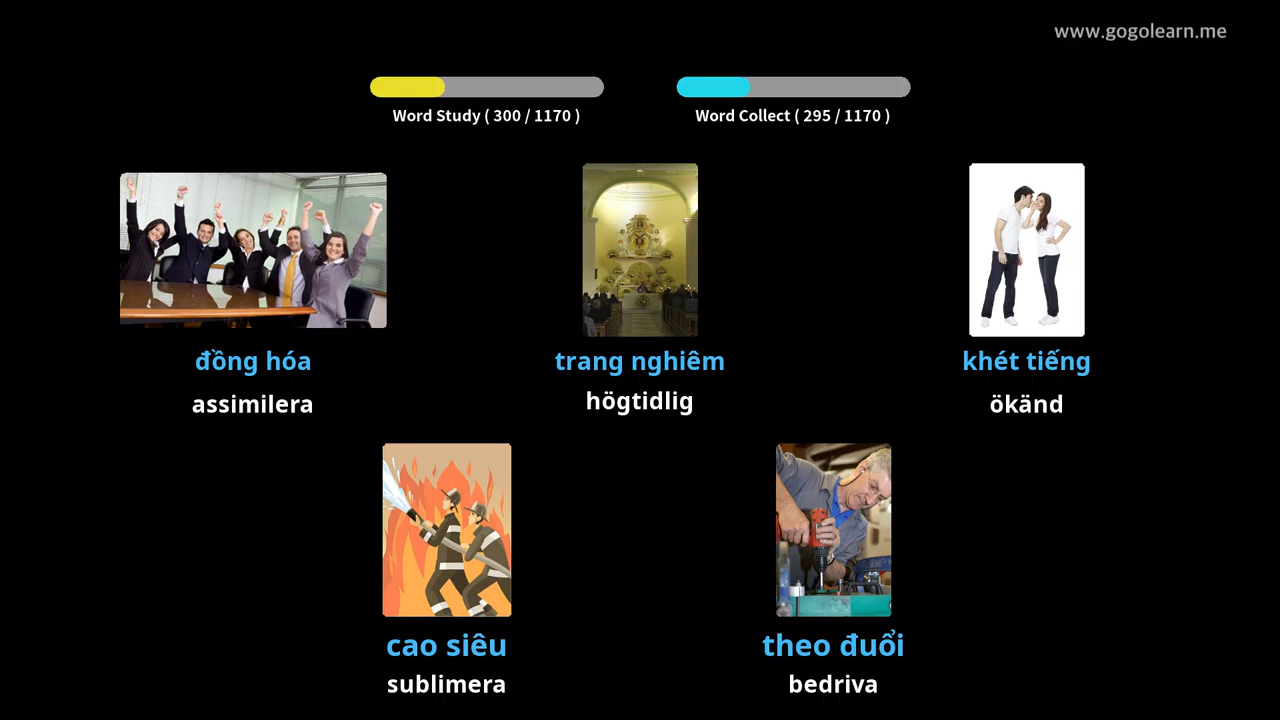 www.gogolearn.me
Word Study ( 300 / 1170 )
Word Collect ( 295 / 1170 )
đồng hóa
trang nghiêm
khét tiếng
assimilera
högtidlig
ökänd
cao siêu
theo đuổi
sublimera
bedriva